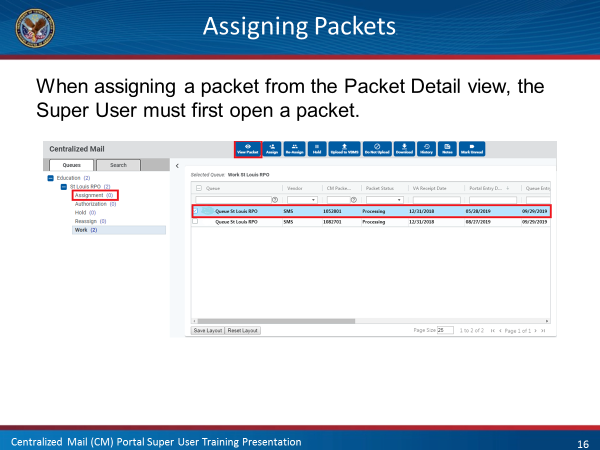 Assigning Packets
When assigning a packet from the Packet Detail view, the
Super User must first open a packet.
Centralized Mail
View Packet Assign Re-Assign Hold Upload to VBMS Do Not Upload Download History Notes Mark Unread
Queues Search
Education (2)
St Louis RPO (2)
Assignment (0)
Authorization (0)
Hold (0)
Reassign (0)
Work (2)
Selected Queue: Work St Louis RPO
Queue Vendor CM Packe... Packet Status VA Receipt Date Portal Entry D... Queue Entry
Queue St Louis RPO SMS 1052801 Processing 12/31/2018 05/28/2019 09/29/2019
Queue St Louis RPO SMS 1082701 Processing 12/31/2018 08/27/2019 09/29/2019
Save Layout Reset Layout Page Size 25 1 to 2 of 2 Page 1 of 1
Centralized Mail (CM) Portal Super User Training Presentation 16